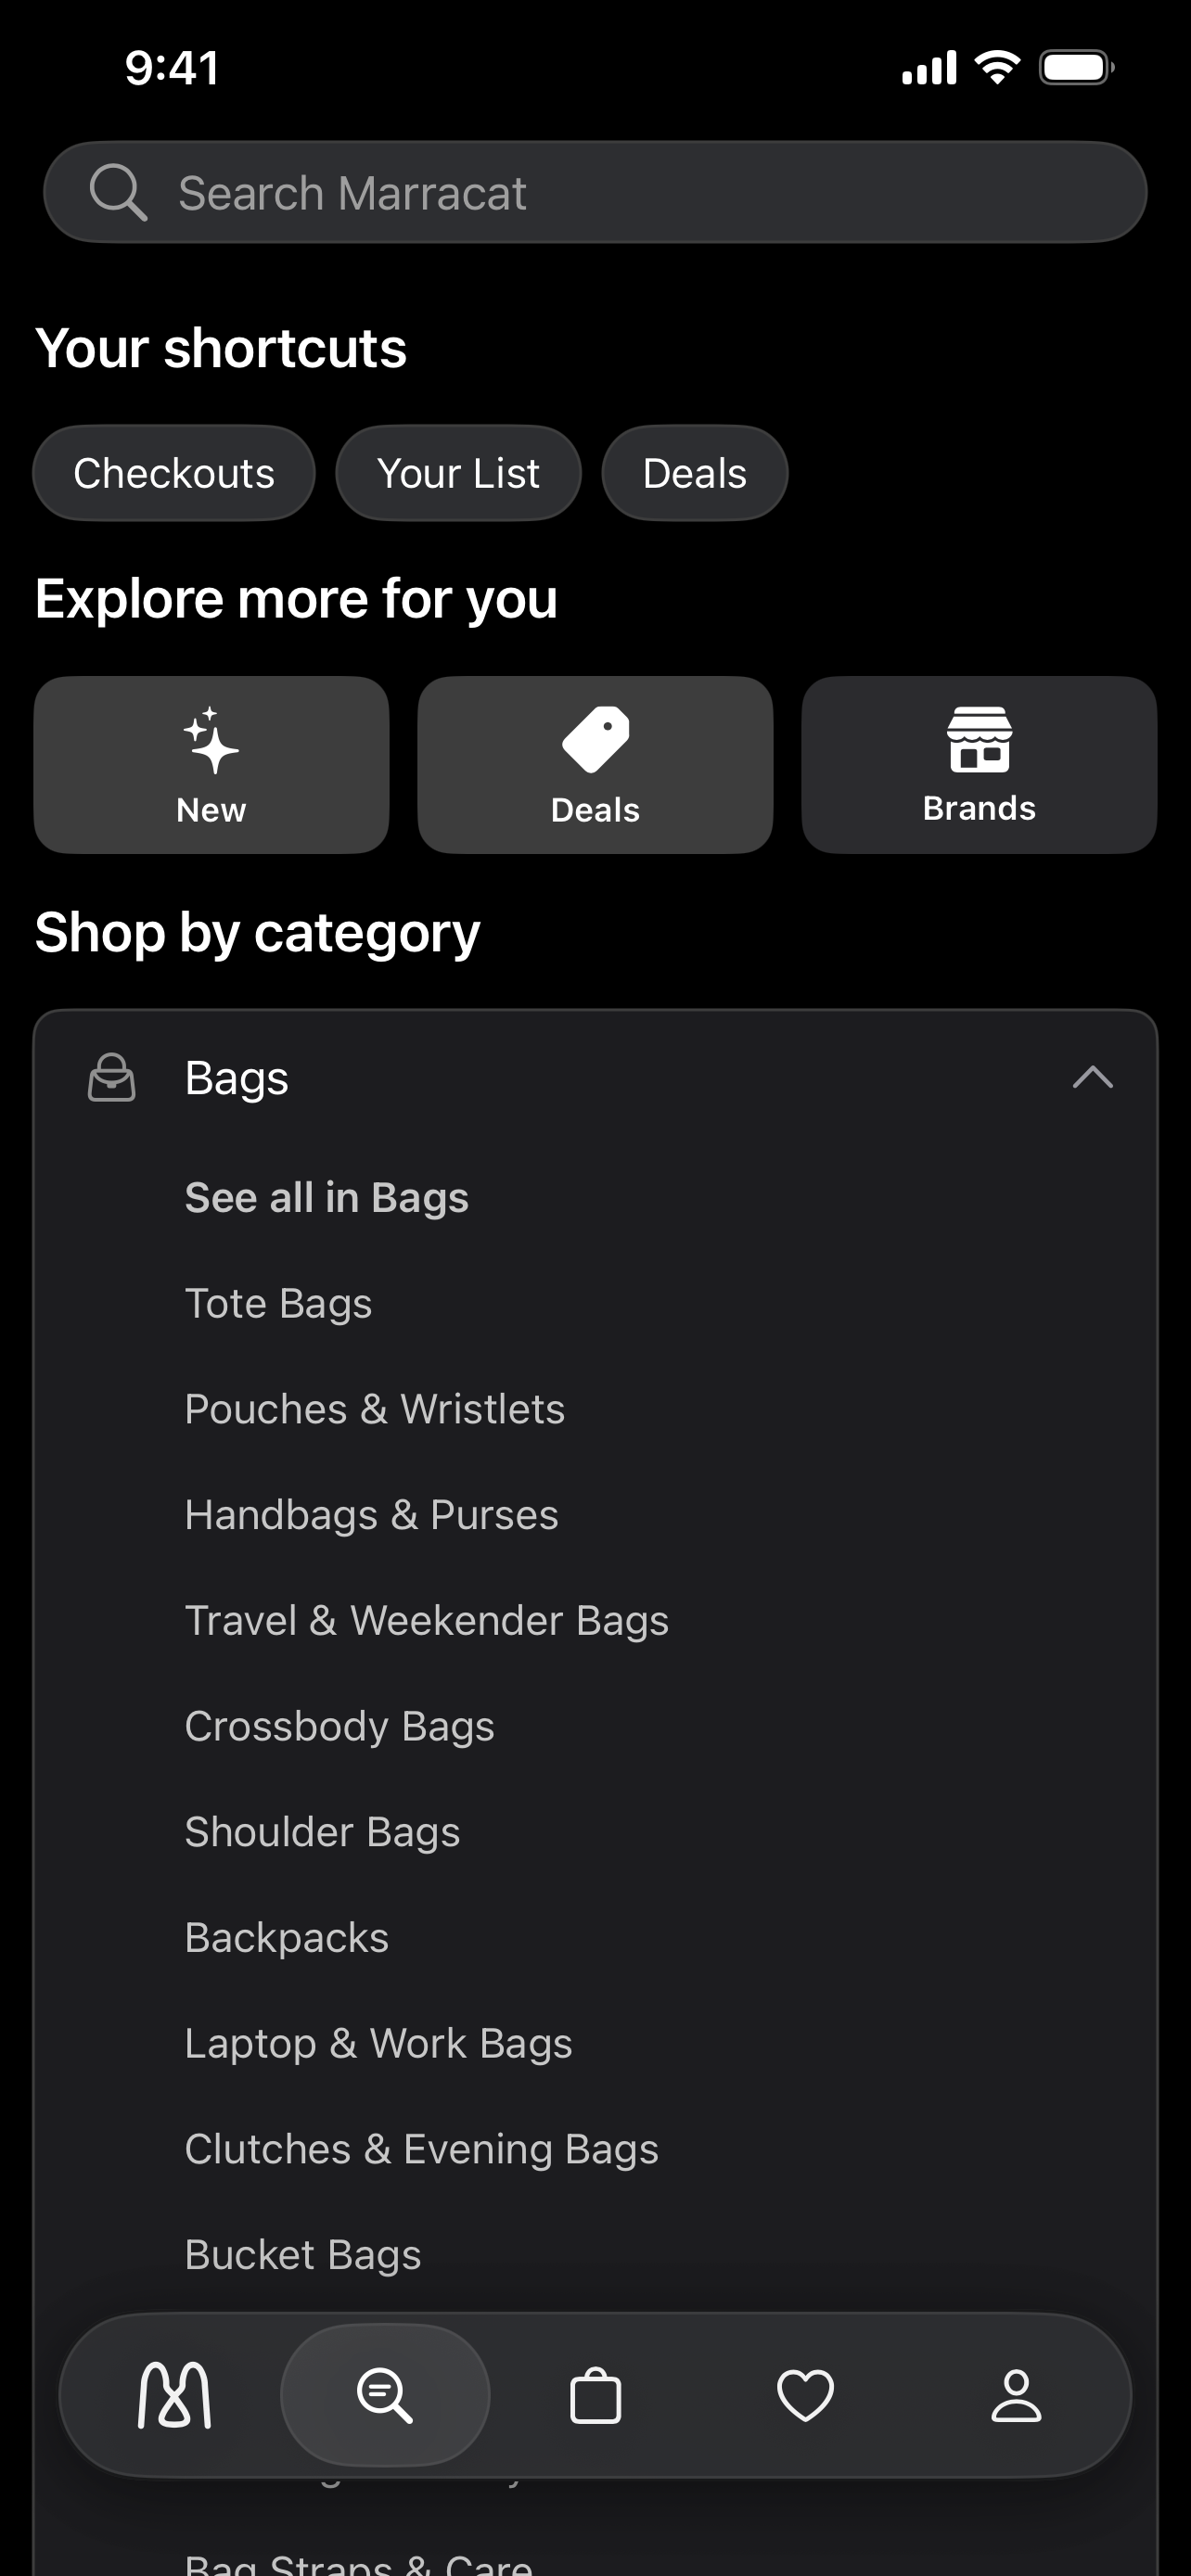 9:41
Search Marracat
Your shortcuts
Checkouts
Your List
Deals
Explore more for you
New
Deals
Brands
Shop by category
Bags
See all in Bags
Tote Bags
Pouches & Wristlets
Handbags & Purses
Travel & Weekender Bags
Crossbody Bags
Shoulder Bags
Backpacks
Laptop & Work Bags
Clutches & Evening Bags
Bucket Bags
Bag Straps & Care